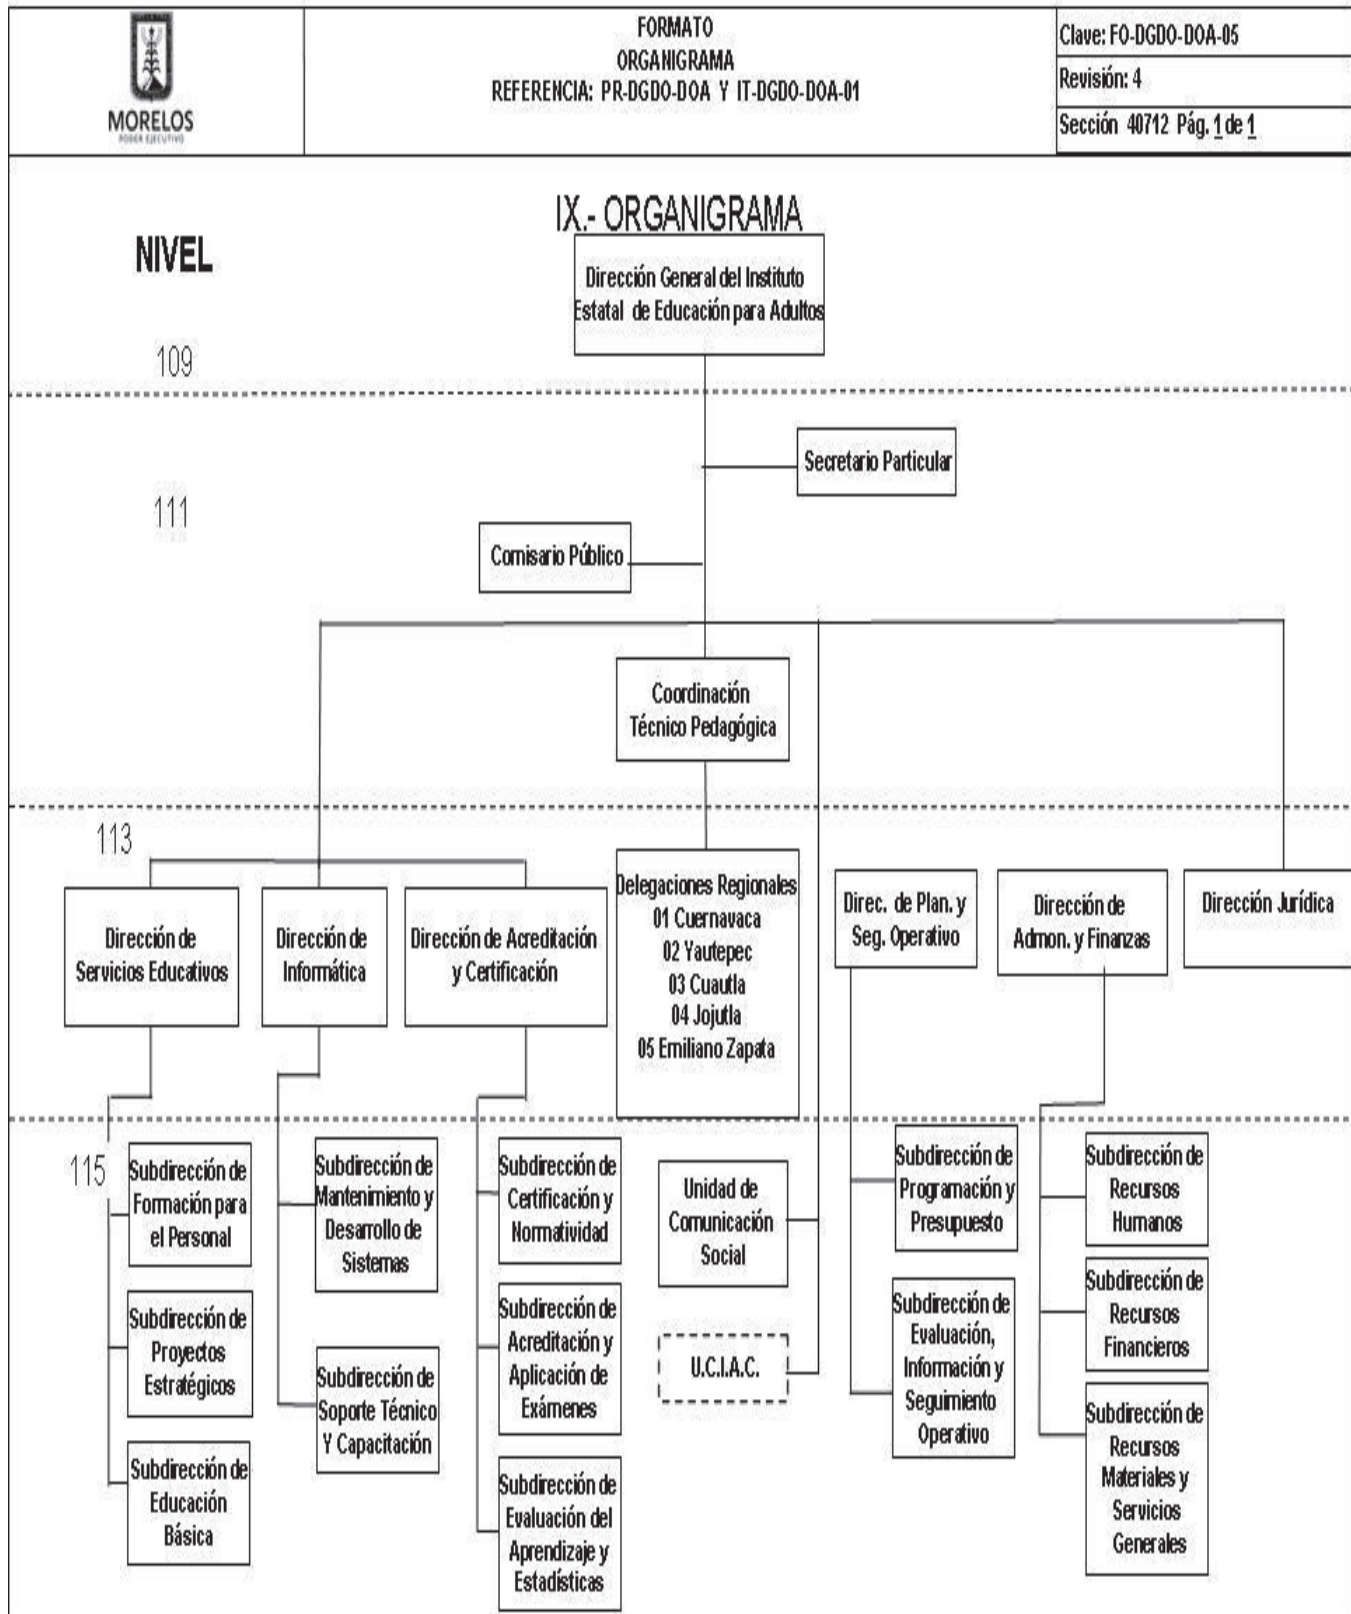 MORELOS
PODER EJECUTIVO
FORMATO
ORGANIGRAMA
REFERENCIA: PR-DGDO-DOA Y IT-DGDO-DOA-01
Clave: FO-DGDO-DOA-05
Revisión: 4
Sección 40712 Pág. 1 de 1
IX.- ORGANIGRAMA
NIVEL
Dirección General del Instituto
Estatal de Educación para Adultos
109
Secretario Particular
111
Comisario Público
Coordinación
Técnico Pedagógica
113
Dirección de
Servicios Educativos
Dirección de
Informática
Dirección de Acreditación
y Certificación
Delegaciones Regionales
01 Cuernavaca
02 Yautepec
03 Cuautla
04 Jojutla
05 Emiliano Zapata
Direc. de Plan. y
Seg. Operativo
Dirección de
Admon. y Finanzas
Dirección Jurídica
115
Subdirección de
Formación para
el Personal
Subdirección de
Proyectos
Estratégicos
Subdirección de
Educación
Básica
Subdirección de
Mantenimiento y
Desarrollo de
Sistemas
Subdirección de
Soporte Técnico
Y Capacitación
Subdirección de
Certificación y
Normatividad
Subdirección de
Acreditación y
Aplicación de
Exámenes
Subdirección de
Evaluación del
Aprendizaje y
Estadísticas
Unidad de
Comunicación
Social
U.C.I.A.C.
Subdirección de
Programación y
Presupuesto
Subdirección de
Evaluación,
Información y
Seguimiento
Operativo
Subdirección de
Recursos
Humanos
Subdirección de
Recursos
Financieros
Subdirección de
Recursos
Materiales y
Servicios
Generales